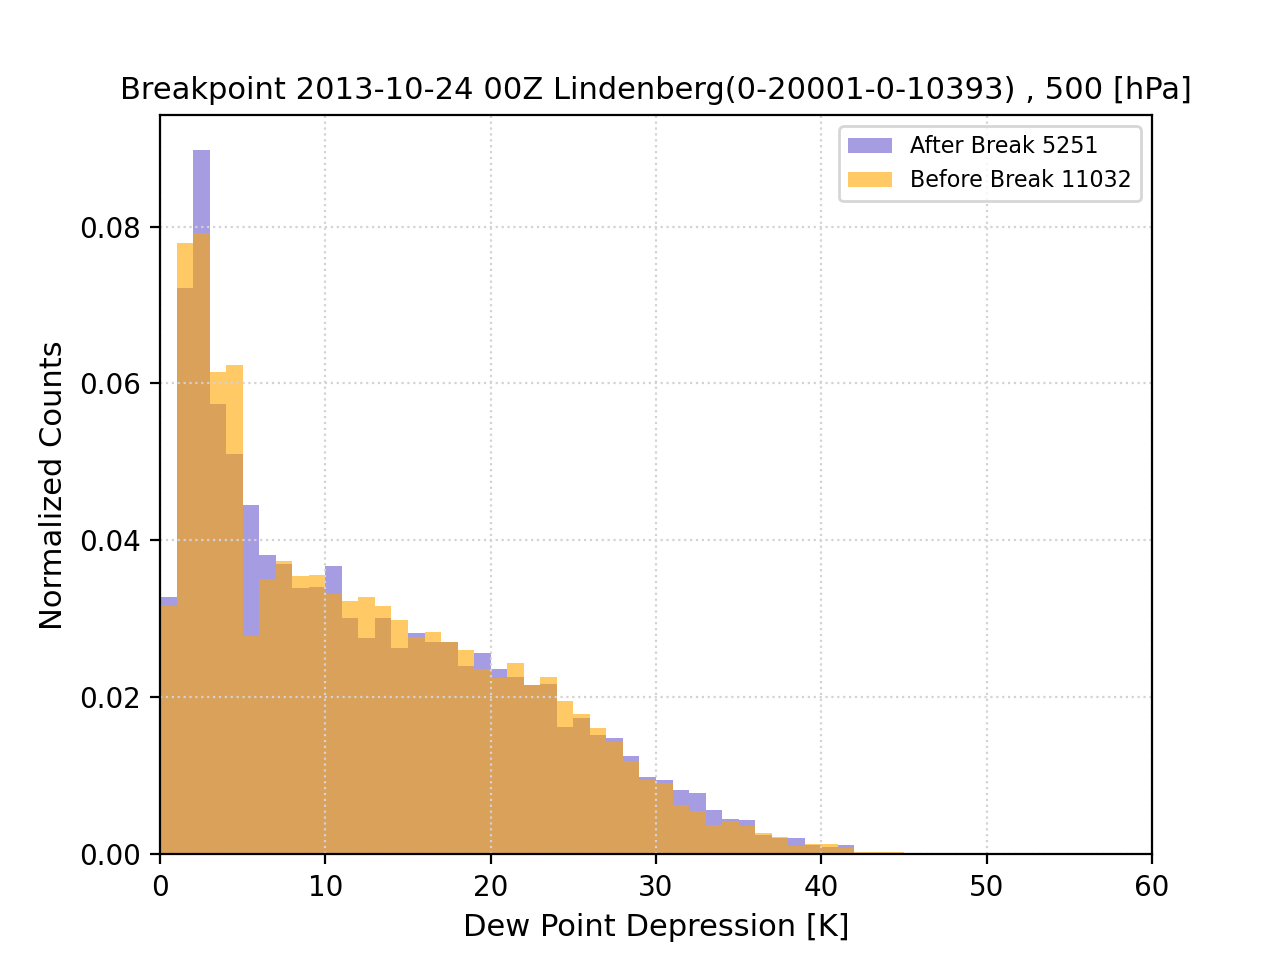 Breakpoint 2013-10-24 00Z Lindenberg(0-20001-0-10393) , 500 [hPa]
After Break 5251
Before Break 11032
0.08
0.06
0.04
0.02
0.00
Normalized Counts
0 10 20 30 40 50 60
Dew Point Depression [K]